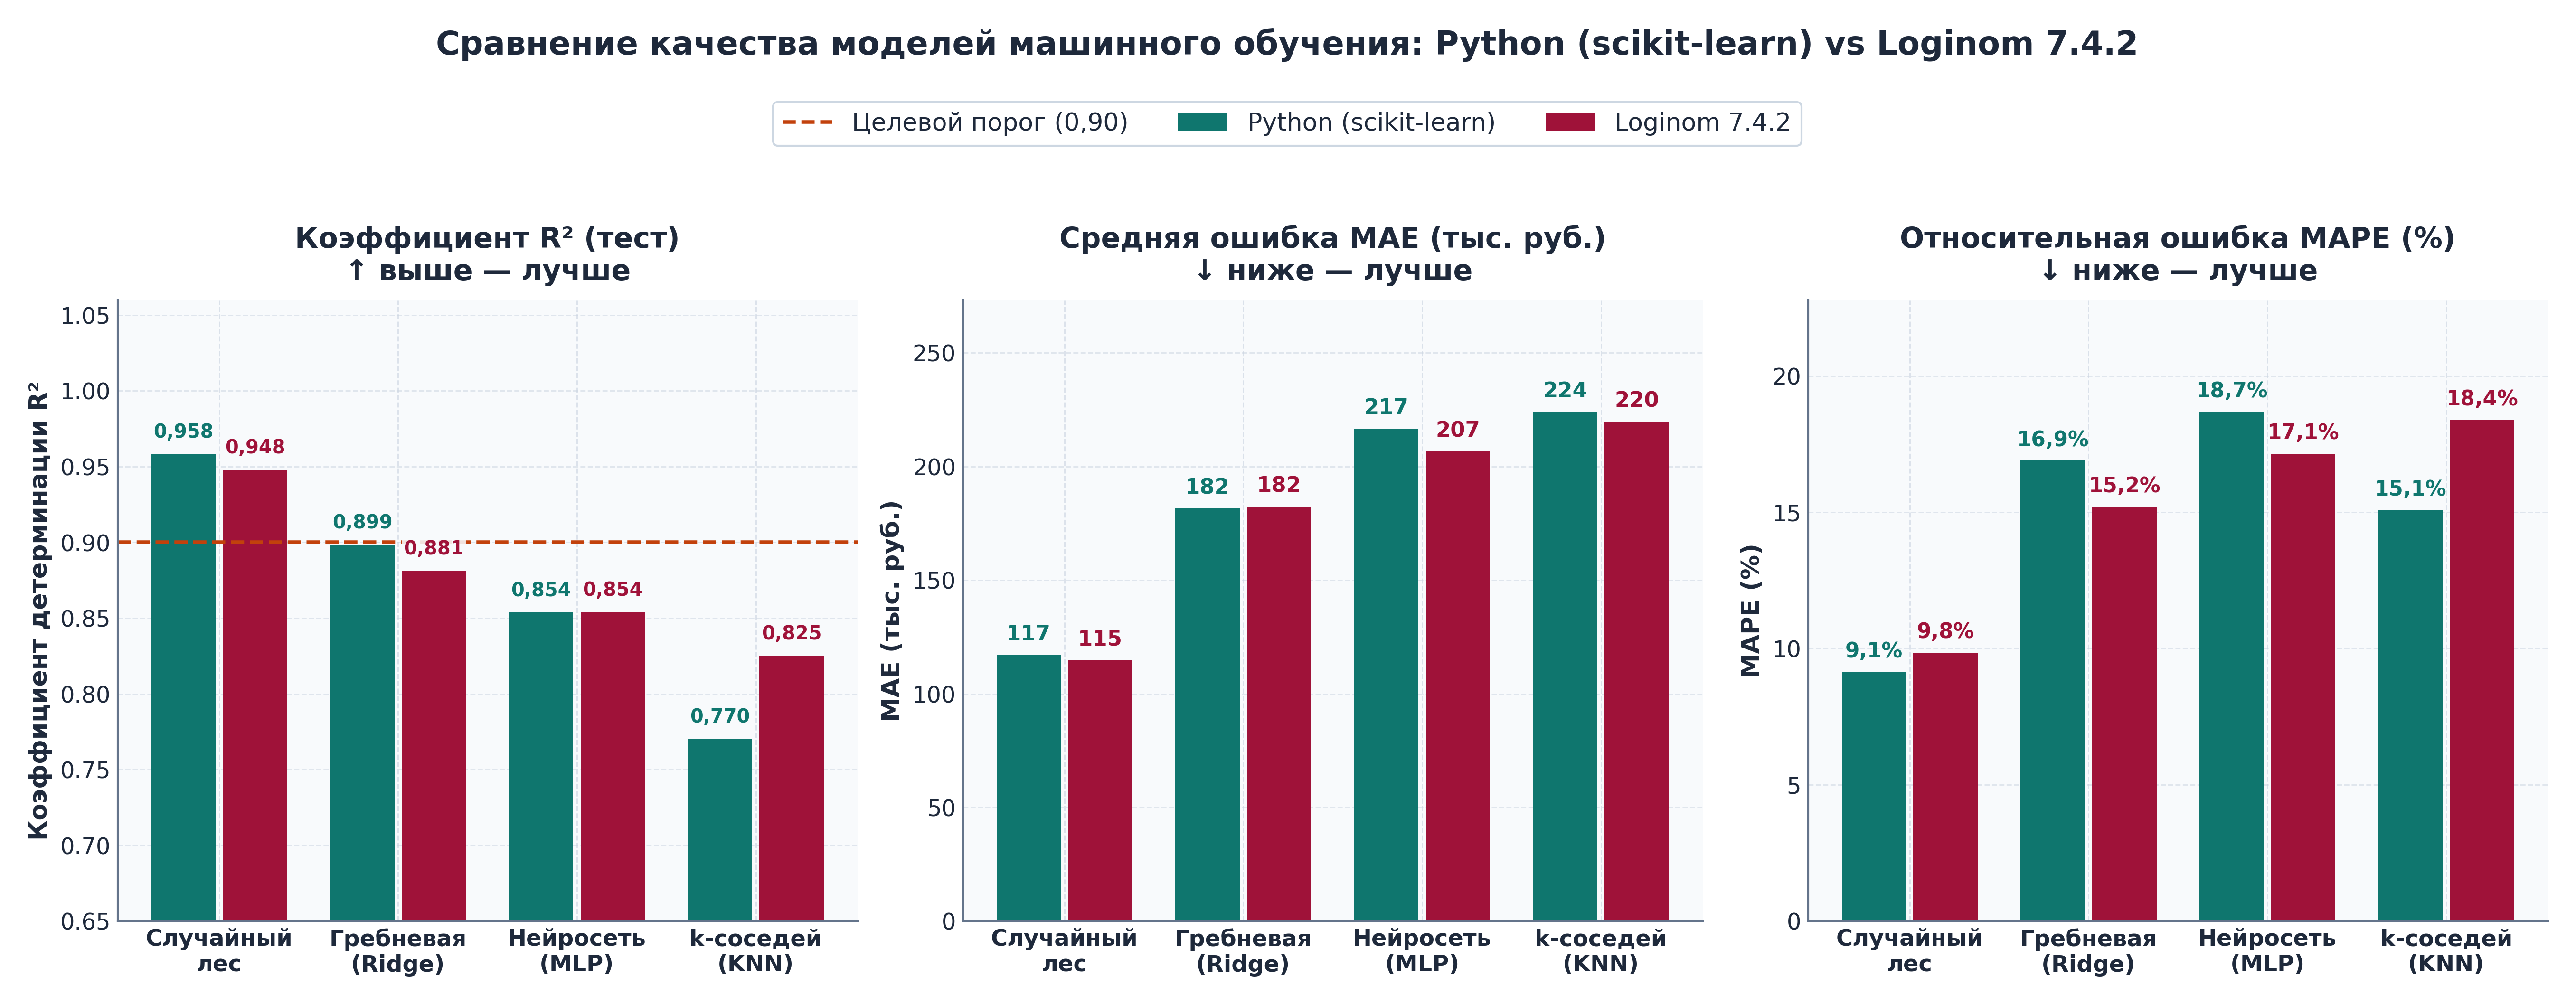 Сравнение качества моделей машинного обучения: Python (scikit-learn) vs Loginom 7.4.2
Целевой порог (0,90)
Python (scikit-learn)
Loginom 7.4.2
Коэффициент R² (тест)
↑ выше — лучше
Коэффициент детерминации R²
1.05
1.00
0.95
0.90
0.85
0.80
0.75
0.70
0.65
0,958
0,948
0,899
0,881
0,854
0,854
0,770
0,825
Случайный
лес
Гребневая
(Ridge)
Нейросеть
(MLP)
k-соседей
(KNN)
Средняя ошибка MAE (тыс. руб.)
↓ ниже — лучше
MAE (тыс. руб.)
250
200
150
100
50
0
117
115
182
182
217
207
224
220
Случайный
лес
Гребневая
(Ridge)
Нейросеть
(MLP)
k-соседей
(KNN)
Относительная ошибка MAPE (%)
↓ ниже — лучше
MAPE (%)
20
15
10
5
0
9,1%
9,8%
16,9%
15,2%
18,7%
17,1%
15,1%
18,4%
Случайный
лес
Гребневая
(Ridge)
Нейросеть
(MLP)
k-соседей
(KNN)